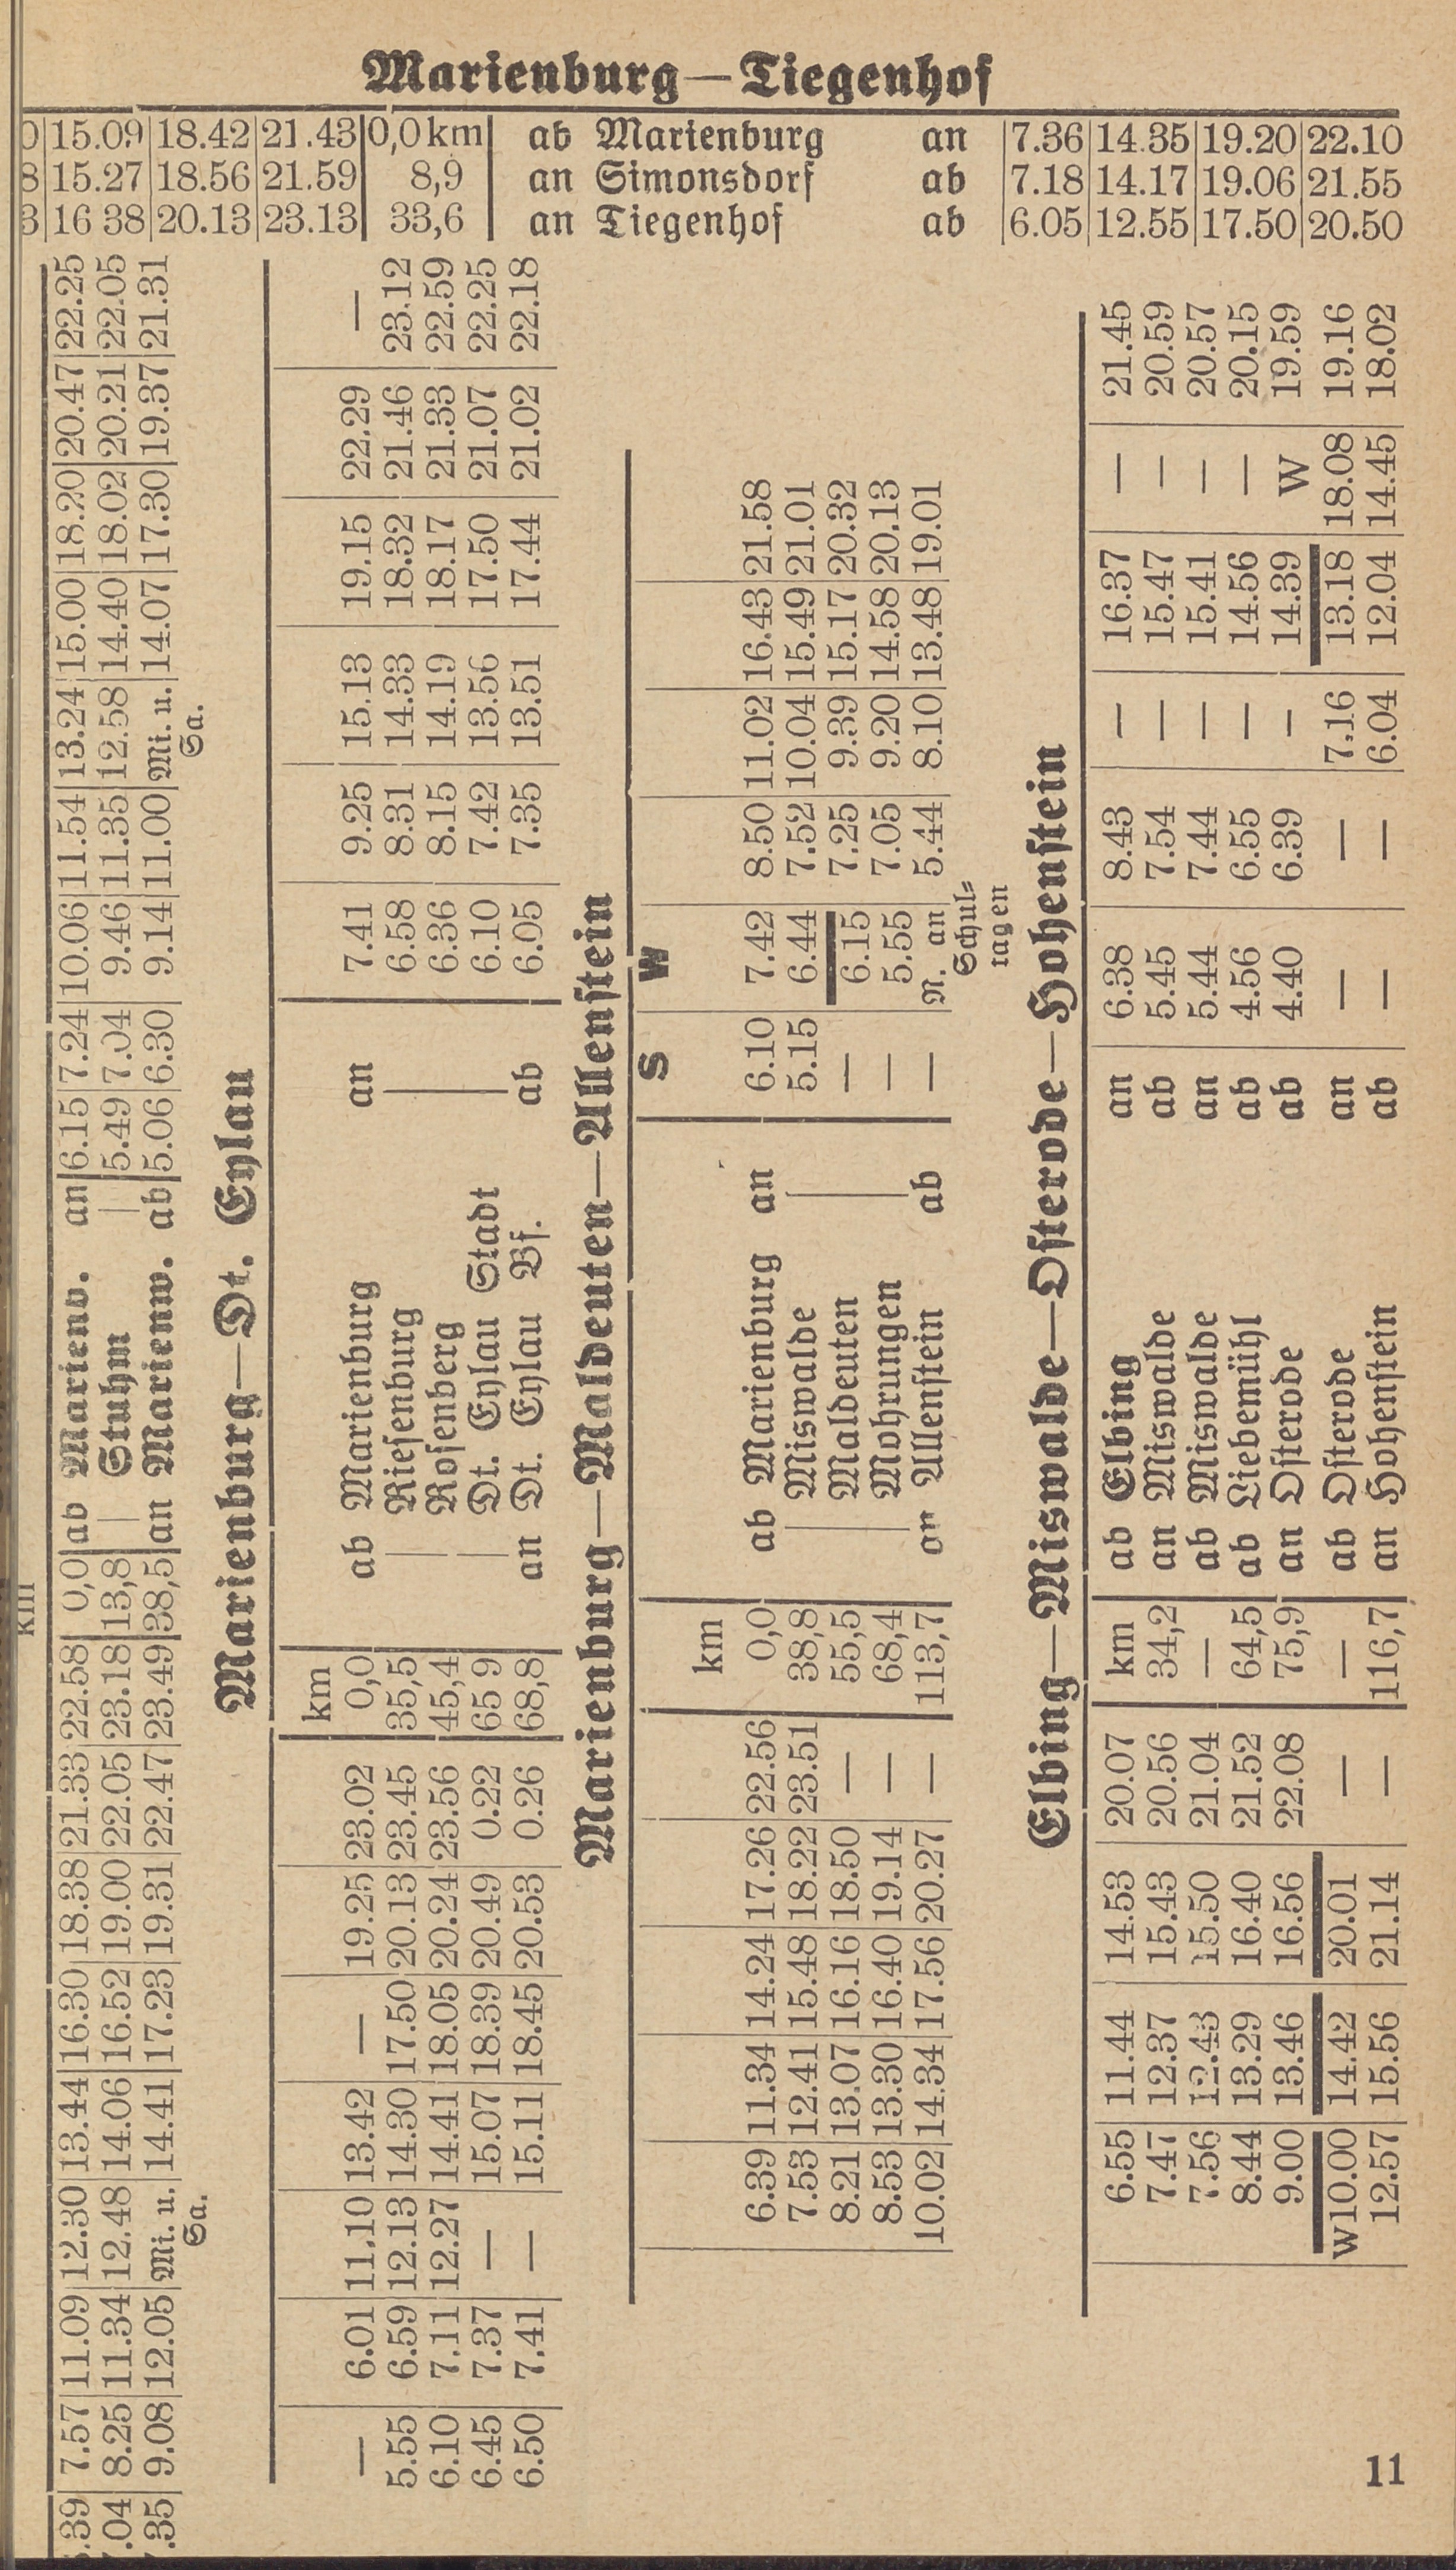 Marienburg—Tiegenhof
0 15.09 18.42 21.43 0,0 km ab Marienburg an 7.36 14.35 19.20 22.10
8 15.27 18.56 21.59 8,9 an Simonsdorf ab 7.18 14.17 19.06 21.55
3 16 38 20.13 23.13 33,6 an Tiegenhof ab 6.05 12.55 17.50 20.50
km
.39 7.57 11.09 12.30 13.44 16.30 18.38 21.33 22.58 0,0 ab Marienb. an 6.15 7.24 10.06 11.54 13.24 15.00 18.20 20.47 22.25
.04 8.25 11.34 12.48 14.06 16.52 19.00 22.05 23.18 13,8 | Stuhm | 5.49 7.04 9.46 11.35 12.58 14.40 18.02 20.21 22.05
.35 9.08 12.05 Mi. u. 14.41 17.23 19.31 22.47 23.49 38,5 an Marienw. ab 5.06 6.30 9.14 11.00 Mi. u. 14.07 17.30 19.37 21.31
Sa. Sa.
Marienburg—Dt. Eylau
km
— 6.01 11.10 13.42 — 19.25 23.02 0,0 ab Marienburg an 7.41 9.25 15.13 19.15 22.29 —
5.55 6.59 12.13 14.30 17.50 20.13 23.45 35,5 | Riesenburg | 6.58 8.31 14.33 18.32 21.46 23.12
6.10 7.11 12.27 14.41 18.05 20.24 23.56 45,4 | Rosenberg | 6.36 8.15 14.19 18.17 21.33 22.59
6.45 7.37 — 15.07 18.39 20.49 0.22 65 9 | Dt. Eylau Stadt | 6.10 7.42 13.56 17.50 21.07 22.25
6.50 7.41 — 15.11 18.45 20.53 0.26 68,8 an Dt. Eylau Bf. ab 6.05 7.35 13.51 17.44 21.02 22.18
Marienburg—Maldeuten—Allenstein
S W
km
6.39 11.34 14.24 17.26 22.56 0,0 ab Marienburg an 6.10 7.42 8.50 11.02 16.43 21.58
7.53 12.41 15.48 18.22 23.51 38,8 | Miswalde | 5.15 6.44 7.52 10.04 15.49 21.01
8.21 13.07 16.16 18.50 — 55,5 | Maldeuten | — 6.15 7.25 9.39 15.17 20.32
8.53 13.30 16.40 19.14 — 68,4 | Mohrungen | — 5.55 7.05 9.20 14.58 20.13
10.02 14.34 17.56 20.27 — 113,7 an Allenstein ab — N. an 5.44 8.10 13.48 19.01
Schul-
tagen
Elbing—Miswalde—Osterode—Hohenstein
6.55 11.44 14.53 20.07 km ab Elbing an 6.38 8.43 — 16.37 — 21.45
7.47 12.37 15.43 20.56 34,2 an Miswalde ab 5.45 7.54 — 15.47 — 20.59
7.56 12.43 15.50 21.04 — ab Miswalde an 5.44 7.44 — 15.41 — 20.57
8.44 13.29 16.40 21.52 64,5 ab Liebemühl ab 4.56 6.55 — 14.56 — 20.15
9.00 13.46 16.56 22.08 75,9 an Osterode ab 4.40 6.39 — 14.39 W 19.59
W10.00 14.42 20.01 — — ab Osterode an — — 7.16 13.18 18.08 19.16
12.57 15.56 21.14 — 116,7 an Hohenstein ab — — 6.04 12.04 14.45 18.02
11